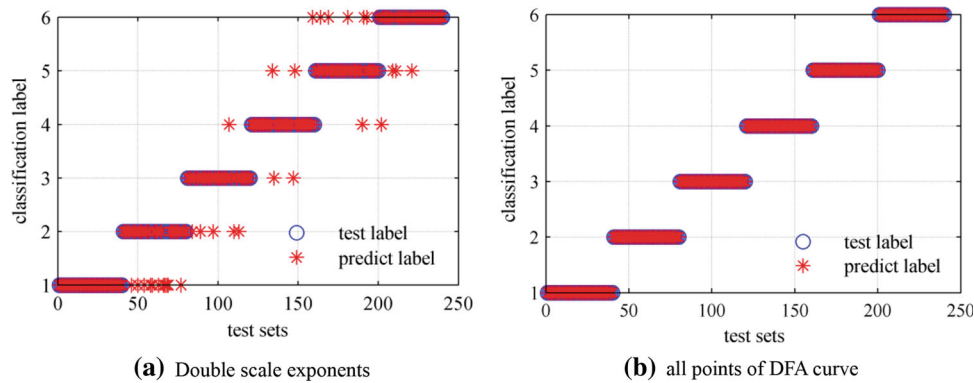 6
5
4
3
2
1
classification label
0
50
100
150
200
250
test sets
test label
predict label
(a) Double scale exponents
6
5
4
3
2
1
classification label
0
50
100
150
200
250
test sets
test label
predict label
(b) all points of DFA curve